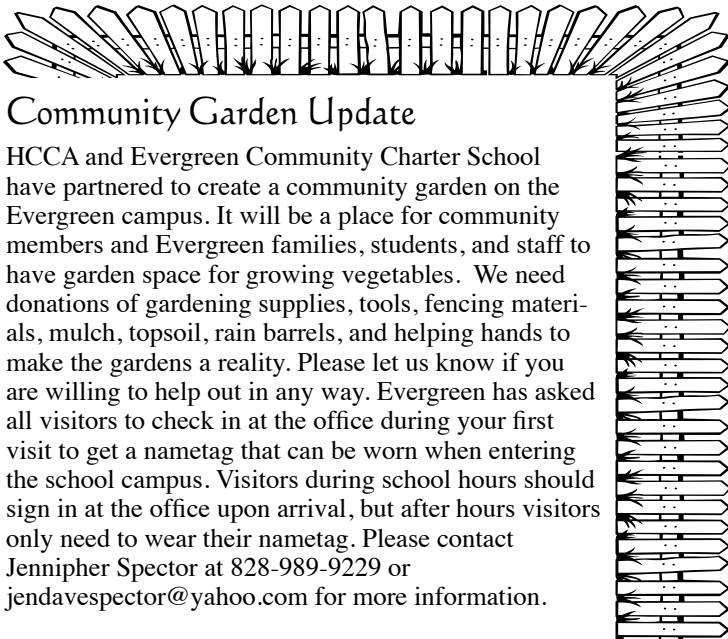 Community Garden Update
HCCA and Evergreen Community Charter School
have partnered to create a community garden on the
Evergreen campus. It will be a place for community
members and Evergreen families, students, and staff to
have garden space for growing vegetables.  We need
donations of gardening supplies, tools, fencing materi-
als, mulch, topsoil, rain barrels, and helping hands to
make the gardens a reality. Please let us know if you
are willing to help out in any way. Evergreen has asked
all visitors to check in at the office during your first
visit to get a nametag that can be worn when entering
the school campus. Visitors during school hours should
sign in at the office upon arrival, but after hours visitors
only need to wear their nametag. Please contact
Jennipher Spector at 828-989-9229 or
jendavespector@yahoo.com for more information.